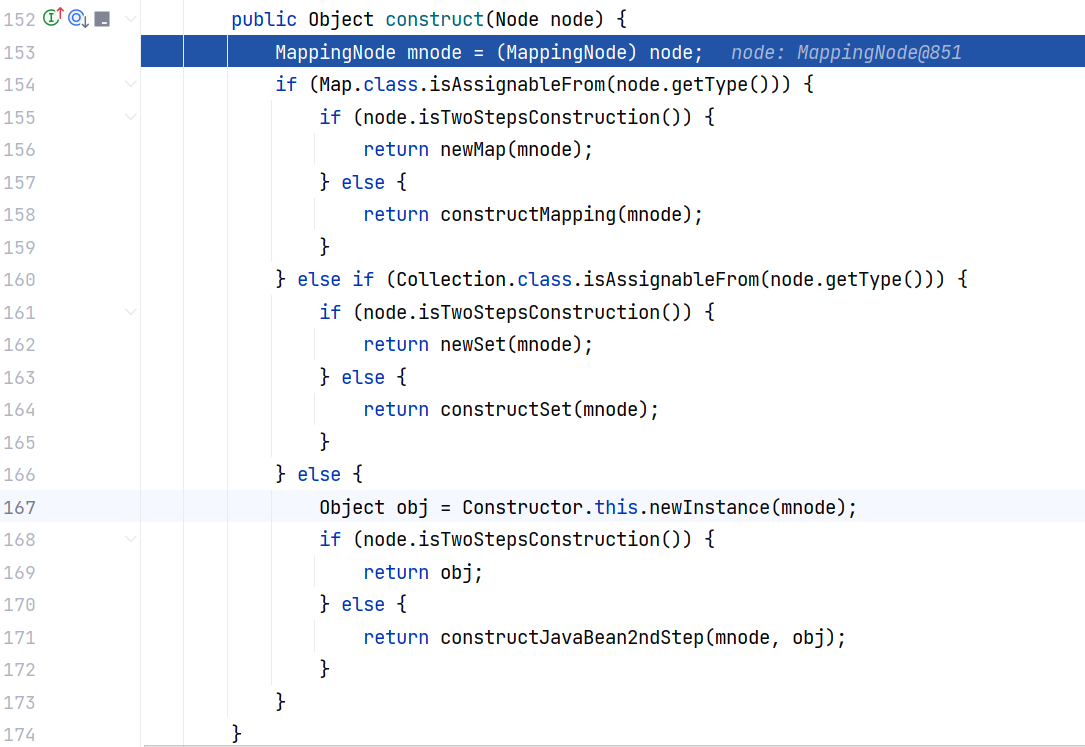 152 public Object construct(Node node) {
153 MappingNode mnode = (MappingNode) node; node: MappingNode@851
154 if (Map.class.isAssignableFrom(node.getType())) {
155 if (node.isTwoStepsConstruction()) {
156 return newMap(mnode);
157 } else {
158 return constructMapping(mnode);
159 }
160 } else if (Collection.class.isAssignableFrom(node.getType())) {
161 if (node.isTwoStepsConstruction()) {
162 return newSet(mnode);
163 } else {
164 return constructSet(mnode);
165 }
166 } else {
167 Object obj = Constructor.this.newInstance(mnode);
168 if (node.isTwoStepsConstruction()) {
169 return obj;
170 } else {
171 return constructJavaBean2ndStep(mnode, obj);
172 }
173 }
174 }